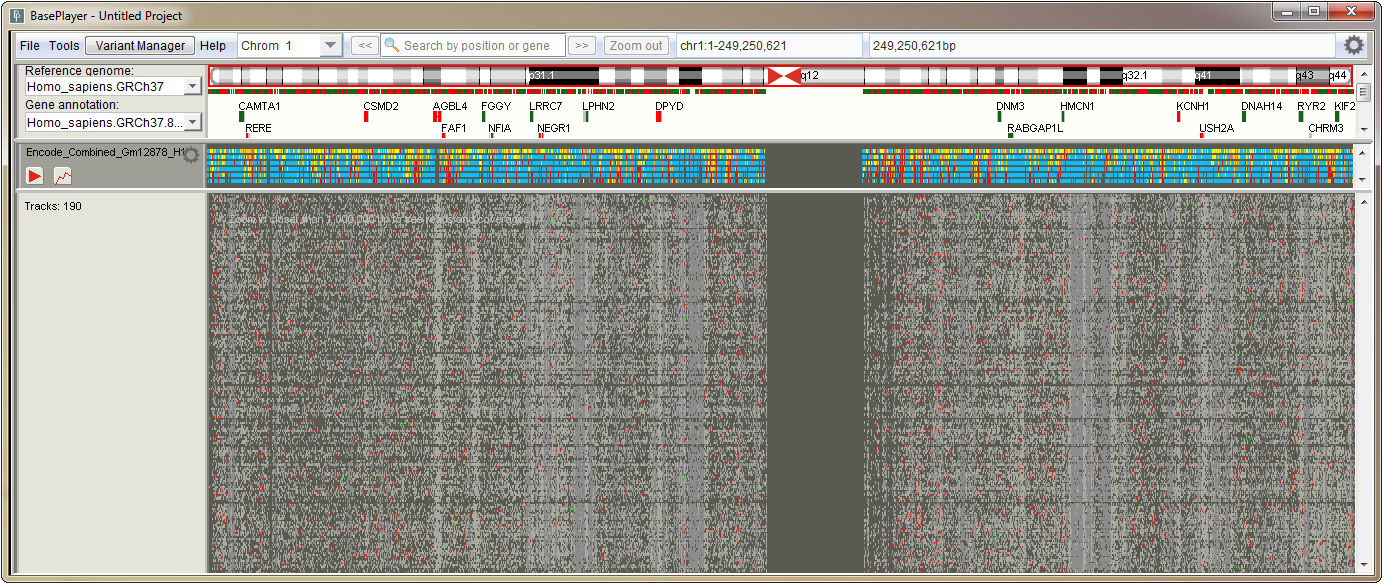 BasePlayer - Untitled Project
File Tools Variant Manager Help Chrom 1 << Search by position or gene >> Zoom out chr1:1-249,250,621 249,250,621bp
Reference genome:
Homo_sapiens.GRCh37
Gene annotation:
Homo_sapiens.GRCh37.8...
p31.1 q12 q32.1 q41 q43 q44
CAMTA1 CSMD2 AGBL4 FGGY LRRC7 LPHN2 DPYD DNM3 HMCN1 KCNH1 DNAH14 RYR2 KIF2
RERE FAF1 NFIA NEGR1 RABGAP1L USH2A CHRM3
Encode_Combined_Gm12878_H1
Tracks: 190
Zoom in closer than 1,000,000 bp to see reads and coverages